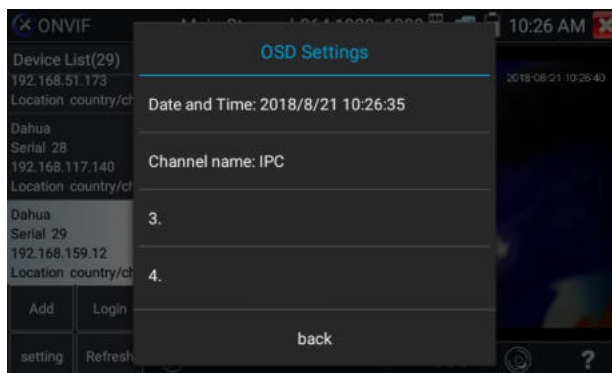 ONVIF
10:26 AM
Device List(29)
192.168.51.173
Location country/ch
Dahua
Serial 28
192.168.117.140
Location country/ch
Dahua
Serial 29
192.168.159.12
Location country/ch
Add Login
setting Refresh
OSD Settings
Date and Time: 2018/8/21 10:26:35
Channel name: IPC
3.
4.
back
2018-08-21 10:26:40
?